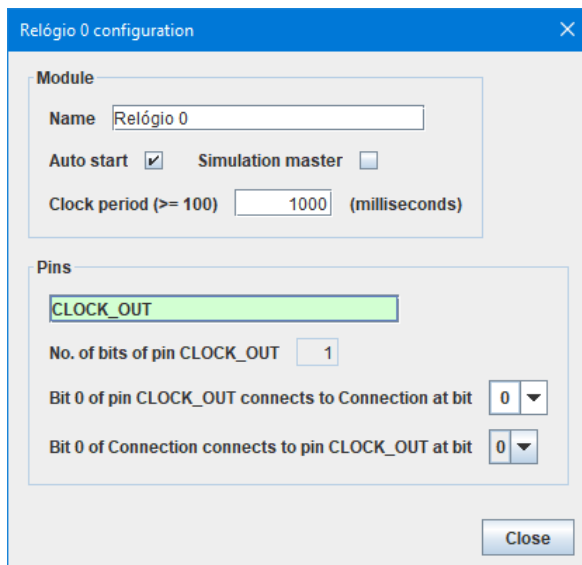 Relógio 0 configuration
Module
Name Relógio 0
Auto start Simulation master
Clock period (>= 100) 1000 (milliseconds)
Pins
CLOCK_OUT
No. of bits of pin CLOCK_OUT 1
Bit 0 of pin CLOCK_OUT connects to Connection at bit 0
Bit 0 of Connection connects to pin CLOCK_OUT at bit 0
Close